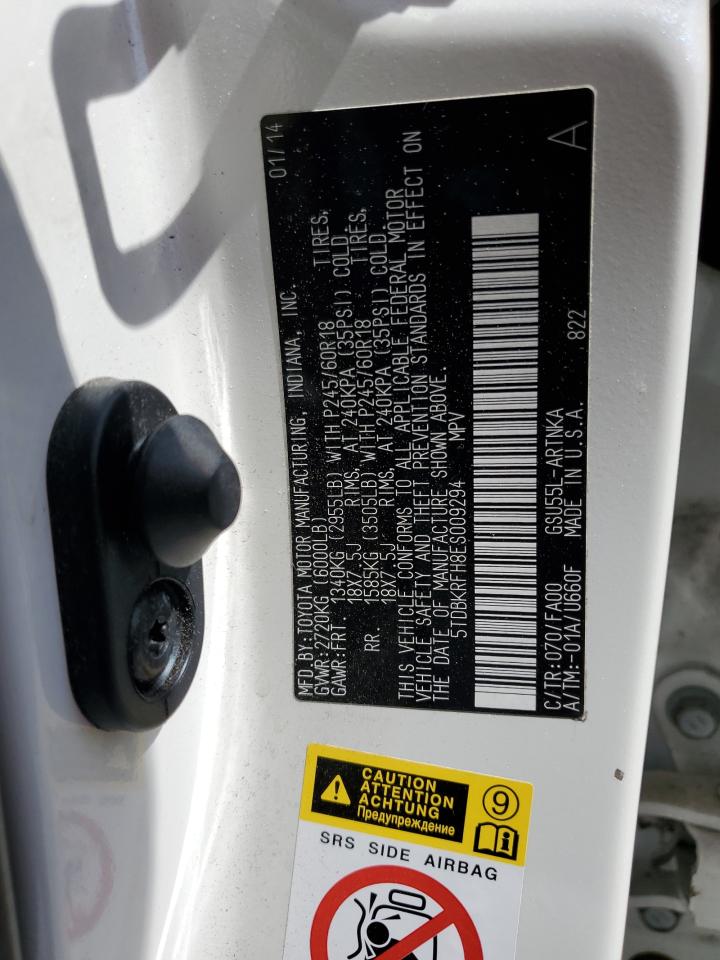 MFD.BY:TOYOTA MOTOR MANUFACTURING, INDIANA, INC. 01/14
GVWR:2720KG (6000LB)
GAWR:FRT. 1340KG (2955LB) WITH P245/60R18 TIRES,
18X7.5J RIMS, AT 240KPA (35PSI) COLD
RR. 1585KG (3505LB) WITH P245/60R18 TIRES,
18X7.5J RIMS, AT 240KPA (35PSI) COLD
THIS VEHICLE CONFORMS TO ALL APPLICABLE FEDERAL MOTOR
VEHICLE SAFETY AND THEFT PREVENTION STANDARDS IN EFFECT ON
THE DATE OF MANUFACTURE SHOWN ABOVE.
5TDBKRFH8ES009294 MPV
A
822
C/TR:070/FA00 GSU55L-ARTNKA
A/TM:-01A/U660F MADE IN U.S.A.
CAUTION
ATTENTION
ACHTUNG
Предупреждение
9
i
SRS SIDE AIRBAG